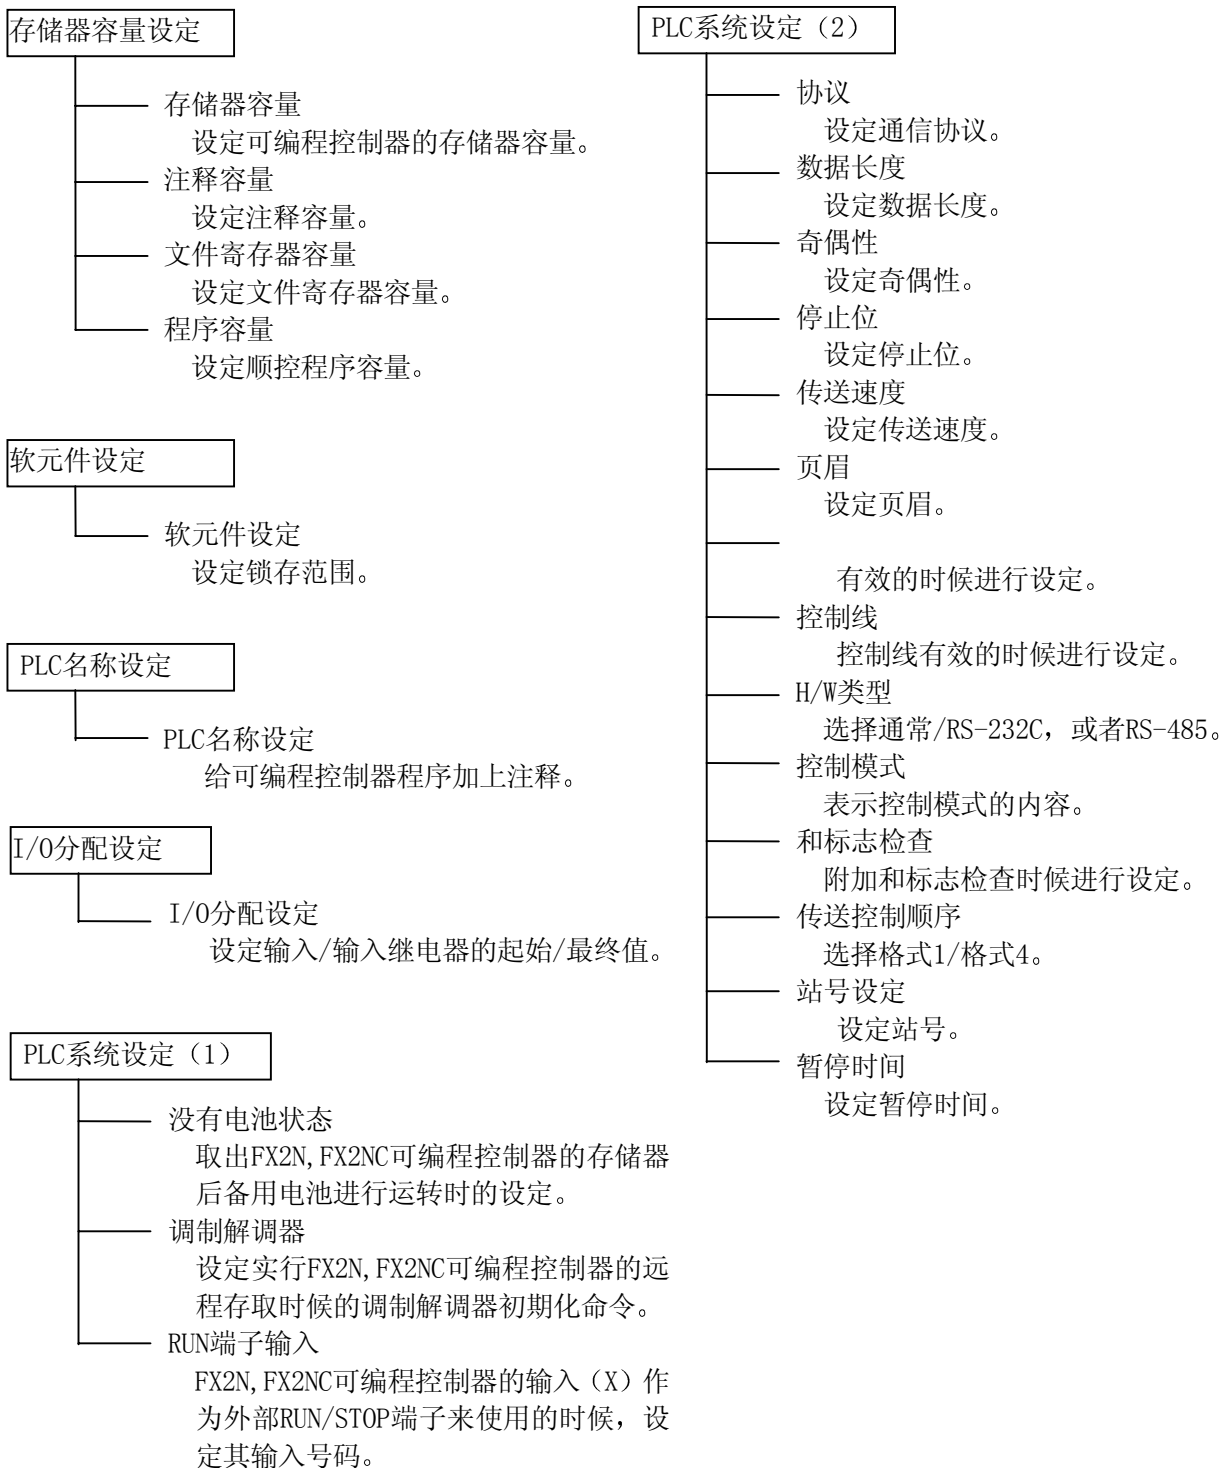 存储器容量设定
存储器容量
设定可编程控制器的存储器容量。
注释容量
设定注释容量。
文件寄存器容量
设定文件寄存器容量。
程序容量
设定顺控程序容量。
软元件设定
软元件设定
设定锁存范围。
PLC名称设定
PLC名称设定
给可编程控制器程序加上注释。
I/O分配设定
I/O分配设定
设定输入/输入继电器的起始/最终值。
PLC系统设定（1）
没有电池状态
取出FX2N,FX2NC可编程控制器的存储器
后备用电池进行运转时的设定。
调制解调器
设定实行FX2N,FX2NC可编程控制器的远
程存取时候的调制解调器初期化命令。
RUN端子输入
FX2N,FX2NC可编程控制器的输入（X）作
为外部RUN/STOP端子来使用的时候，设
定其输入号码。
PLC系统设定（2）
协议
设定通信协议。
数据长度
设定数据长度。
奇偶性
设定奇偶性。
停止位
设定停止位。
传送速度
设定传送速度。
页眉
设定页眉。
有效的时候进行设定。
控制线
控制线有效的时候进行设定。
H/W类型
选择通常/RS-232C，或者RS-485。
控制模式
表示控制模式的内容。
和标志检查
附加和标志检查时候进行设定。
传送控制顺序
选择格式1/格式4。
站号设定
设定站号。
暂停时间
设定暂停时间。